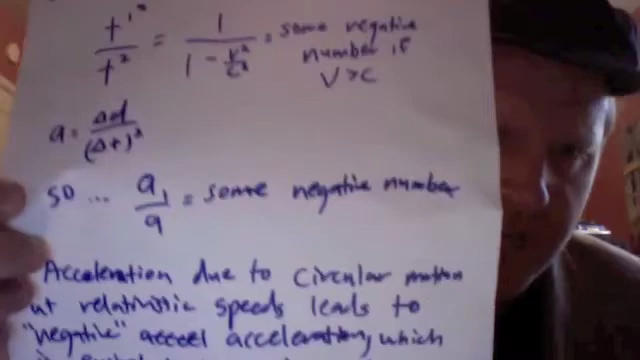 t'² / t² = 1 / (1 - v²/c²) = some negative
number if
v > c
a = Δd / (Δt)²
so... a₁ / a = some negative number
Acceleration due to circular motion
at relativistic speeds leads to
"negative" accel acceleration, which